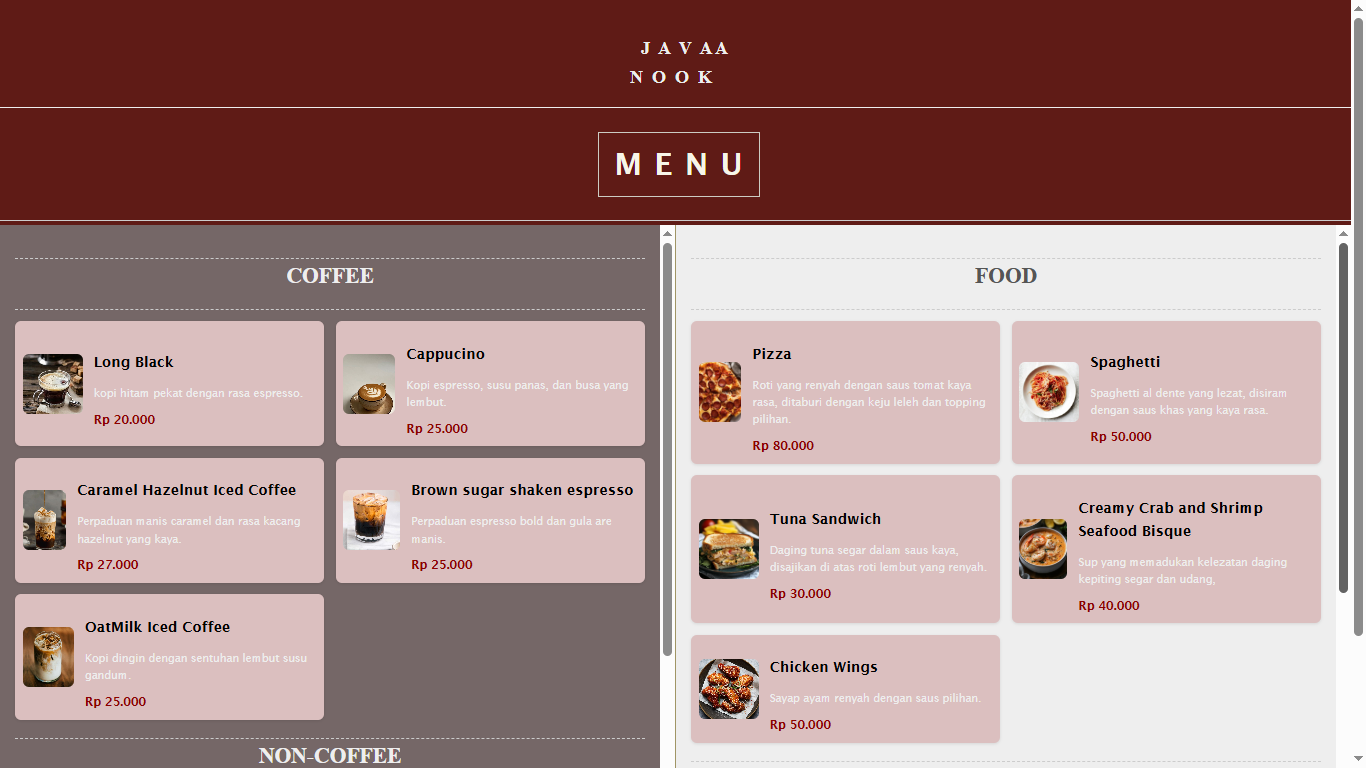 J A V AA
N O O K
M E N U
COFFEE
Long Black
kopi hitam pekat dengan rasa espresso.
Rp 20.000
Cappucino
Kopi espresso, susu panas, dan busa yang
lembut.
Rp 25.000
Caramel Hazelnut Iced Coffee
Perpaduan manis caramel dan rasa kacang
hazelnut yang kaya.
Rp 27.000
Brown sugar shaken espresso
Perpaduan espresso bold dan gula are
manis.
Rp 25.000
OatMilk Iced Coffee
Kopi dingin dengan sentuhan lembut susu
gandum.
Rp 25.000
NON-COFFEE
FOOD
Pizza
Roti yang renyah dengan saus tomat kaya
rasa, ditaburi dengan keju leleh dan topping
pilihan.
Rp 80.000
Spaghetti
Spaghetti al dente yang lezat, disiram
dengan saus khas yang kaya rasa.
Rp 50.000
Tuna Sandwich
Daging tuna segar dalam saus kaya,
disajikan di atas roti lembut yang renyah.
Rp 30.000
Creamy Crab and Shrimp
Seafood Bisque
Sup yang memadukan kelezatan daging
kepiting segar dan udang,
Rp 40.000
Chicken Wings
Sayap ayam renyah dengan saus pilihan.
Rp 50.000